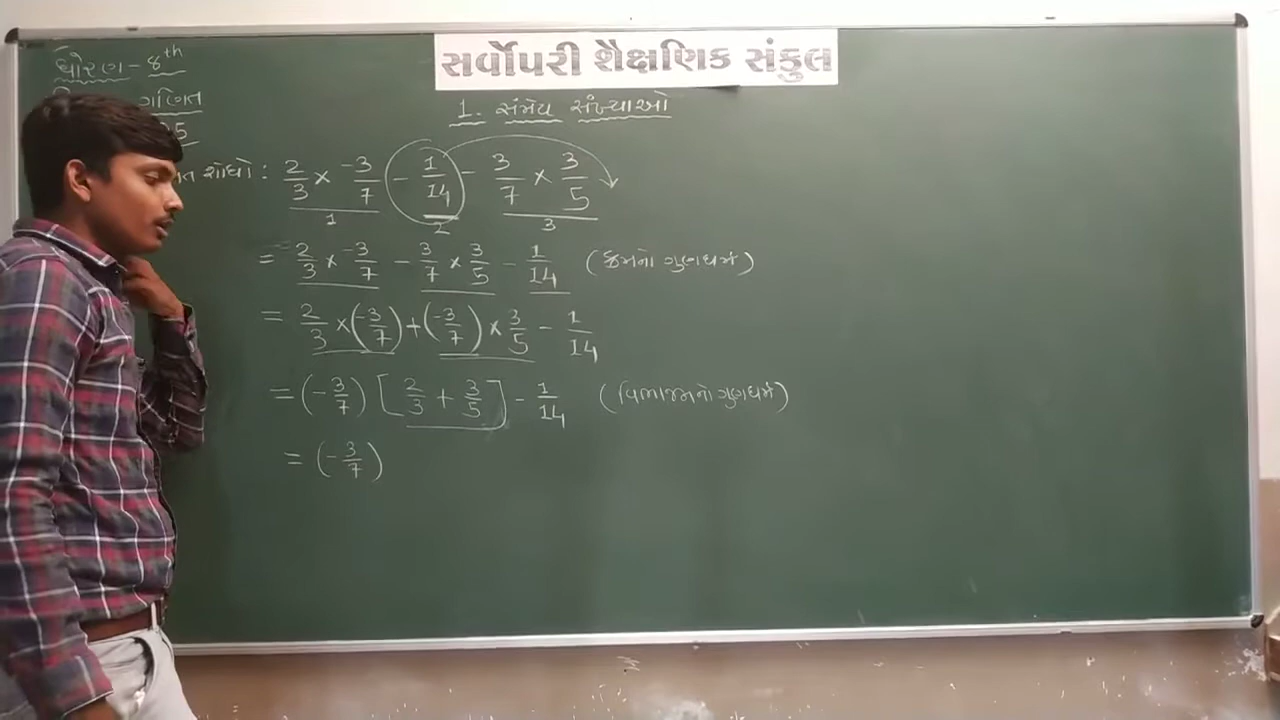 સર્વોપરી શૈક્ષણિક સંકુલ
ધોરણ - 8th
ગણિત
1. સંમેય સંખ્યાઓ
શોધો : 2/3 × -3/7 - 1/14 - 3/7 × 3/5
1 2 3
= 2/3 × -3/7 - 3/7 × 3/5 - 1/14 (ક્રમનો ગુણધર્મ)
= 2/3 × (-3/7) + (-3/7) × 3/5 - 1/14
= (-3/7) [2/3 + 3/5] - 1/14 (વિભાજનનો ગુણધર્મ)
= (-3/7)